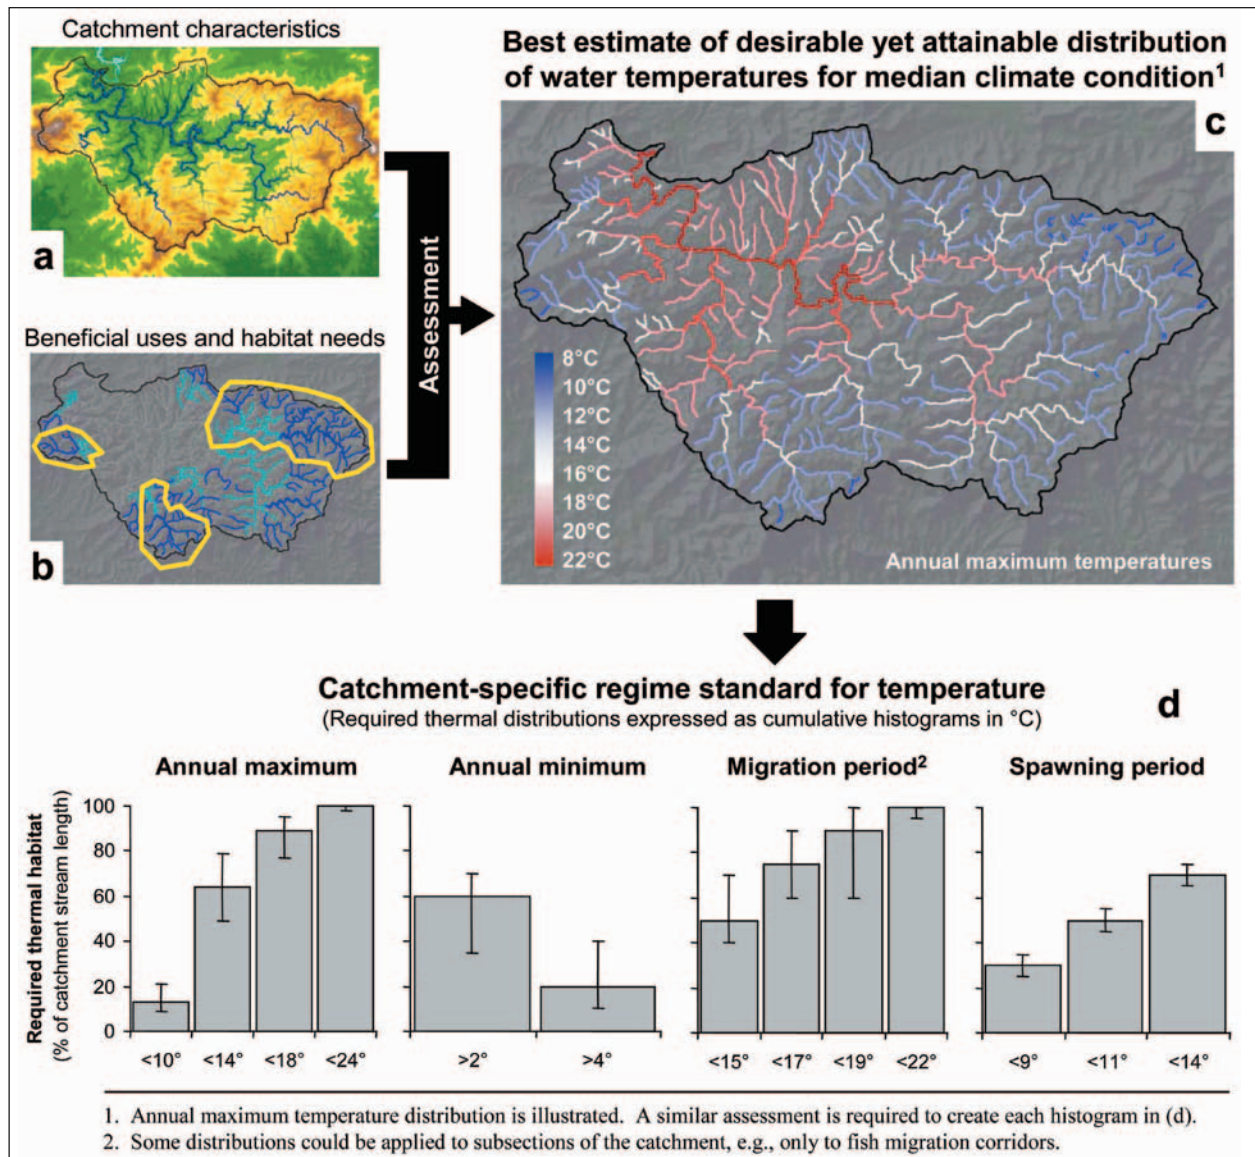 Catchment characteristics
a
Beneficial uses and habitat needs
b
Assessment
Best estimate of desirable yet attainable distribution
of water temperatures for median climate condition¹
c
8°C
10°C
12°C
14°C
16°C
18°C
20°C
22°C
Annual maximum temperatures
Catchment-specific regime standard for temperature
(Required thermal distributions expressed as cumulative histograms in °C)
d
Required thermal habitat
(% of catchment stream length)
Annual maximum
100
80
60
40
20
0
<10° <14° <18° <24°
Annual minimum
>2° >4°
Migration period²
<15° <17° <19° <22°
Spawning period
<9° <11° <14°
1. Annual maximum temperature distribution is illustrated. A similar assessment is required to create each histogram in (d).
2. Some distributions could be applied to subsections of the catchment, e.g., only to fish migration corridors.